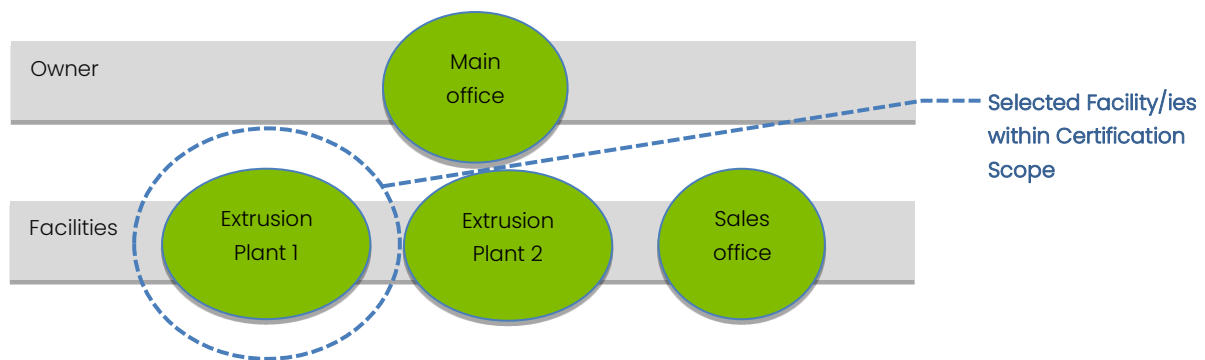 Owner
Main
office
Selected Facility/ies
within Certification
Scope
Facilities
Extrusion
Plant 1
Extrusion
Plant 2
Sales
office